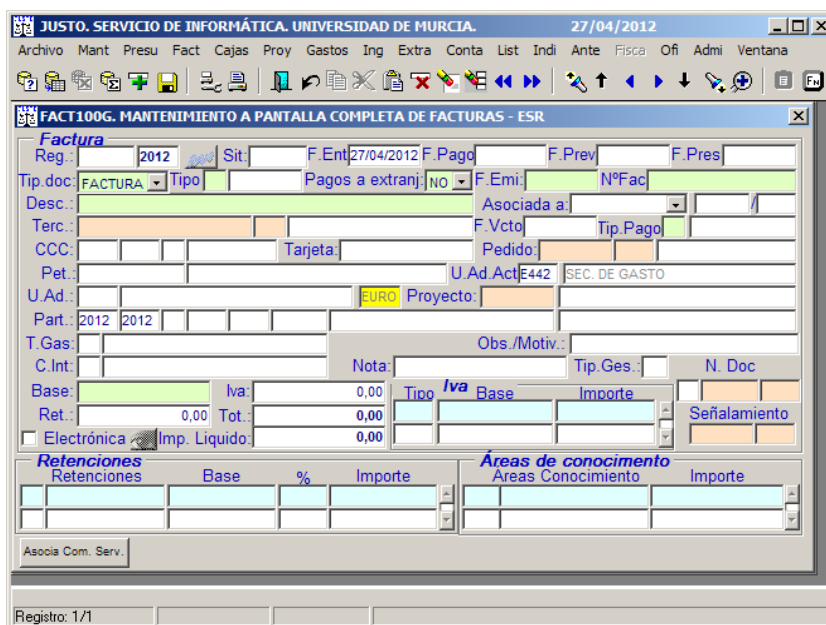 JUSTO. SERVICIO DE INFORMÁTICA. UNIVERSIDAD DE MURCIA. 27/04/2012
Archivo Mant Presu Fact Cajas Proy Gastos Ing Extra Conta List Indi Ante Fisca Ofi Admi Ventana
FACT100G. MANTENIMIENTO A PANTALLA COMPLETA DE FACTURAS - ESR
Factura
Reg.: 2012 Sit: F.Ent 27/04/2012 F.Pago F.Prev F.Pres
Tip.doc: FACTURA Tipo Pagos a extranj: NO F.Emi: NºFac
Desc.: Asociada a: /
Terc.: F.Vcto Tip.Pago
CCC: Tarjeta: Pedido:
Pet.: U.Ad.Act E442 SEC. DE GASTO
U.Ad.: EURO Proyecto:
Part.: 2012 2012
T.Gas: Obs./Motiv.:
C.Int: Nota: Tip.Ges.: N. Doc
Base: Iva: 0,00 Tipo Iva Base Importe
Ret.: 0,00 Tot.: 0,00 Señalamiento
Electrónica Imp. Liquido: 0,00
Retenciones Áreas de conocimento
Retenciones Base % Importe Áreas Conocimiento Importe
Asocia Com. Serv.
Registro: 1/1